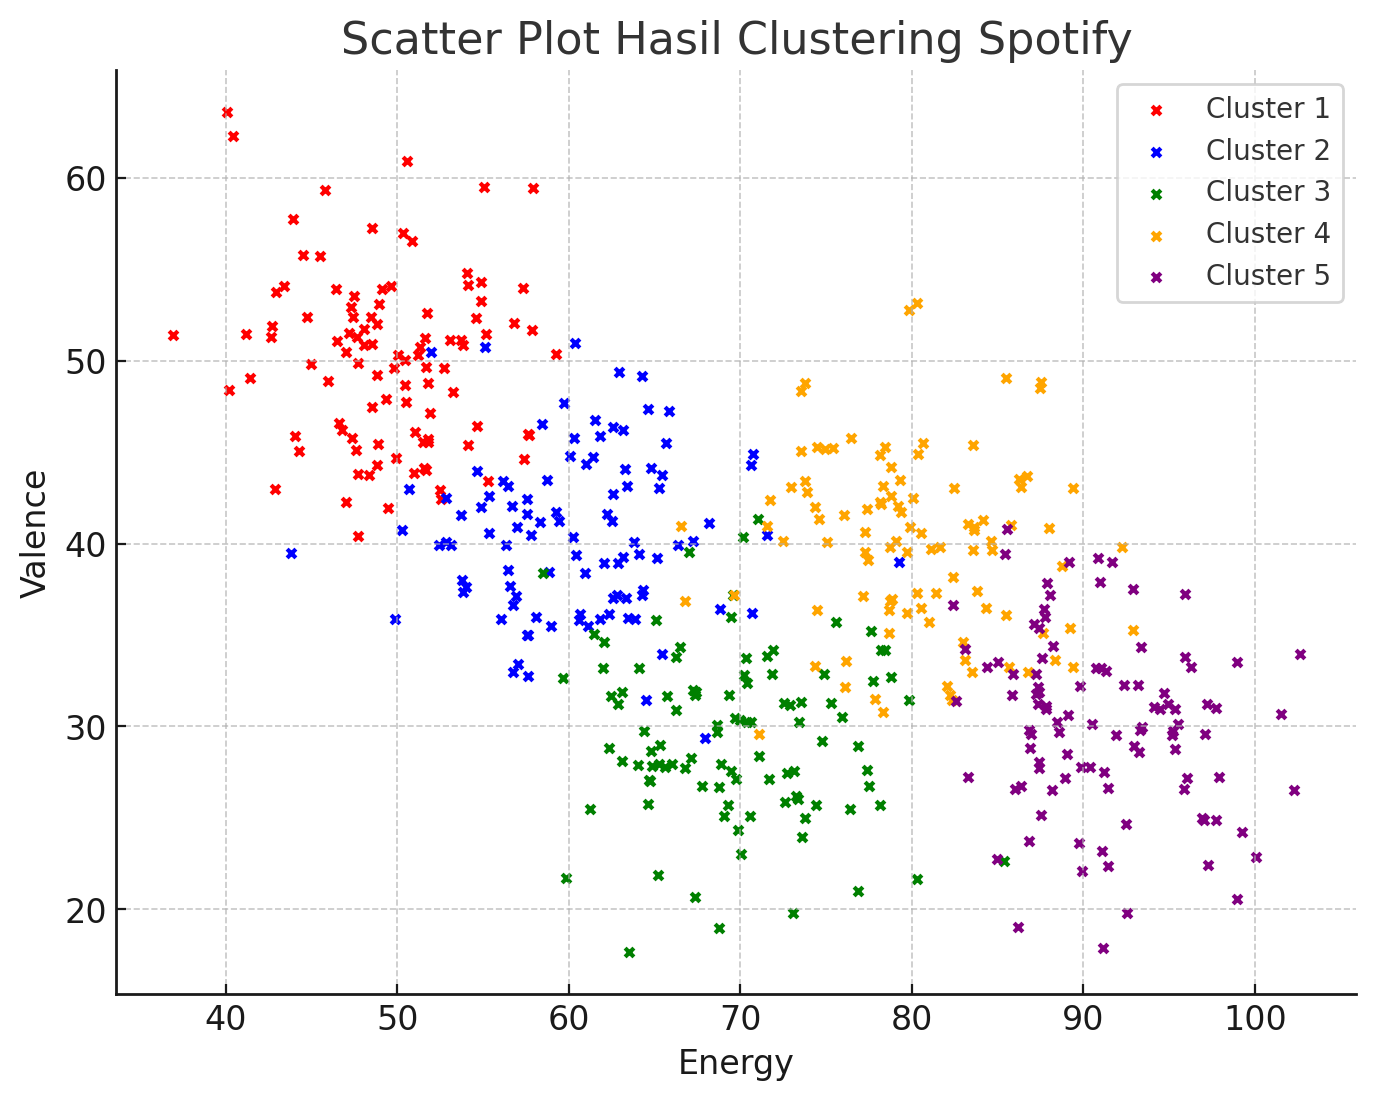 Scatter Plot Hasil Clustering Spotify
Cluster 1
Cluster 2
Cluster 3
Cluster 4
Cluster 5
Valence
60
50
40
30
20
40 50 60 70 80 90 100
Energy